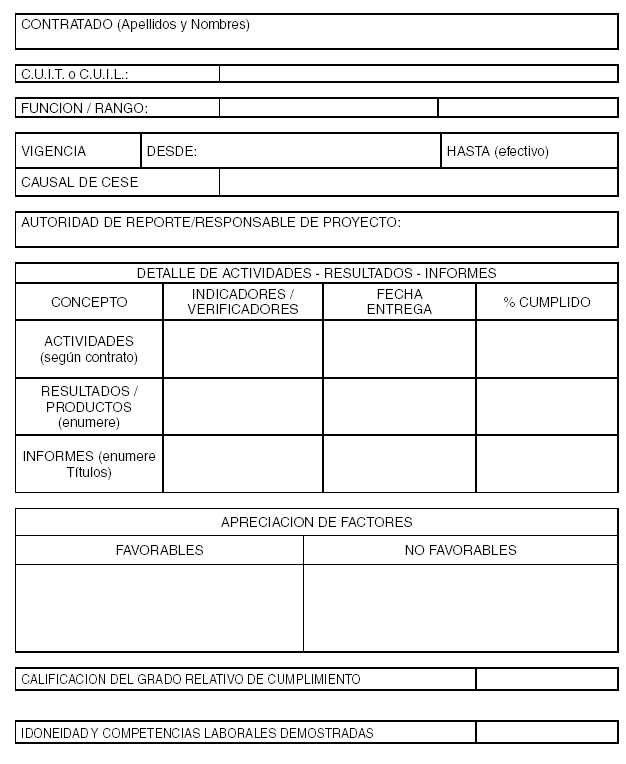 CONTRATADO (Apellidos y Nombres)
C.U.I.T. o C.U.I.L.:
FUNCION / RANGO:
VIGENCIA DESDE: HASTA (efectivo)
CAUSAL DE CESE
AUTORIDAD DE REPORTE/RESPONSABLE DE PROYECTO:
DETALLE DE ACTIVIDADES - RESULTADOS - INFORMES
CONCEPTO
INDICADORES /
VERIFICADORES
FECHA
ENTREGA
% CUMPLIDO
ACTIVIDADES
(según contrato)
RESULTADOS /
PRODUCTOS
(enumere)
INFORMES (enumere
Títulos)
APRECIACION DE FACTORES
FAVORABLES NO FAVORABLES
CALIFICACION DEL GRADO RELATIVO DE CUMPLIMIENTO
IDONEIDAD Y COMPETENCIAS LABORALES DEMOSTRADAS